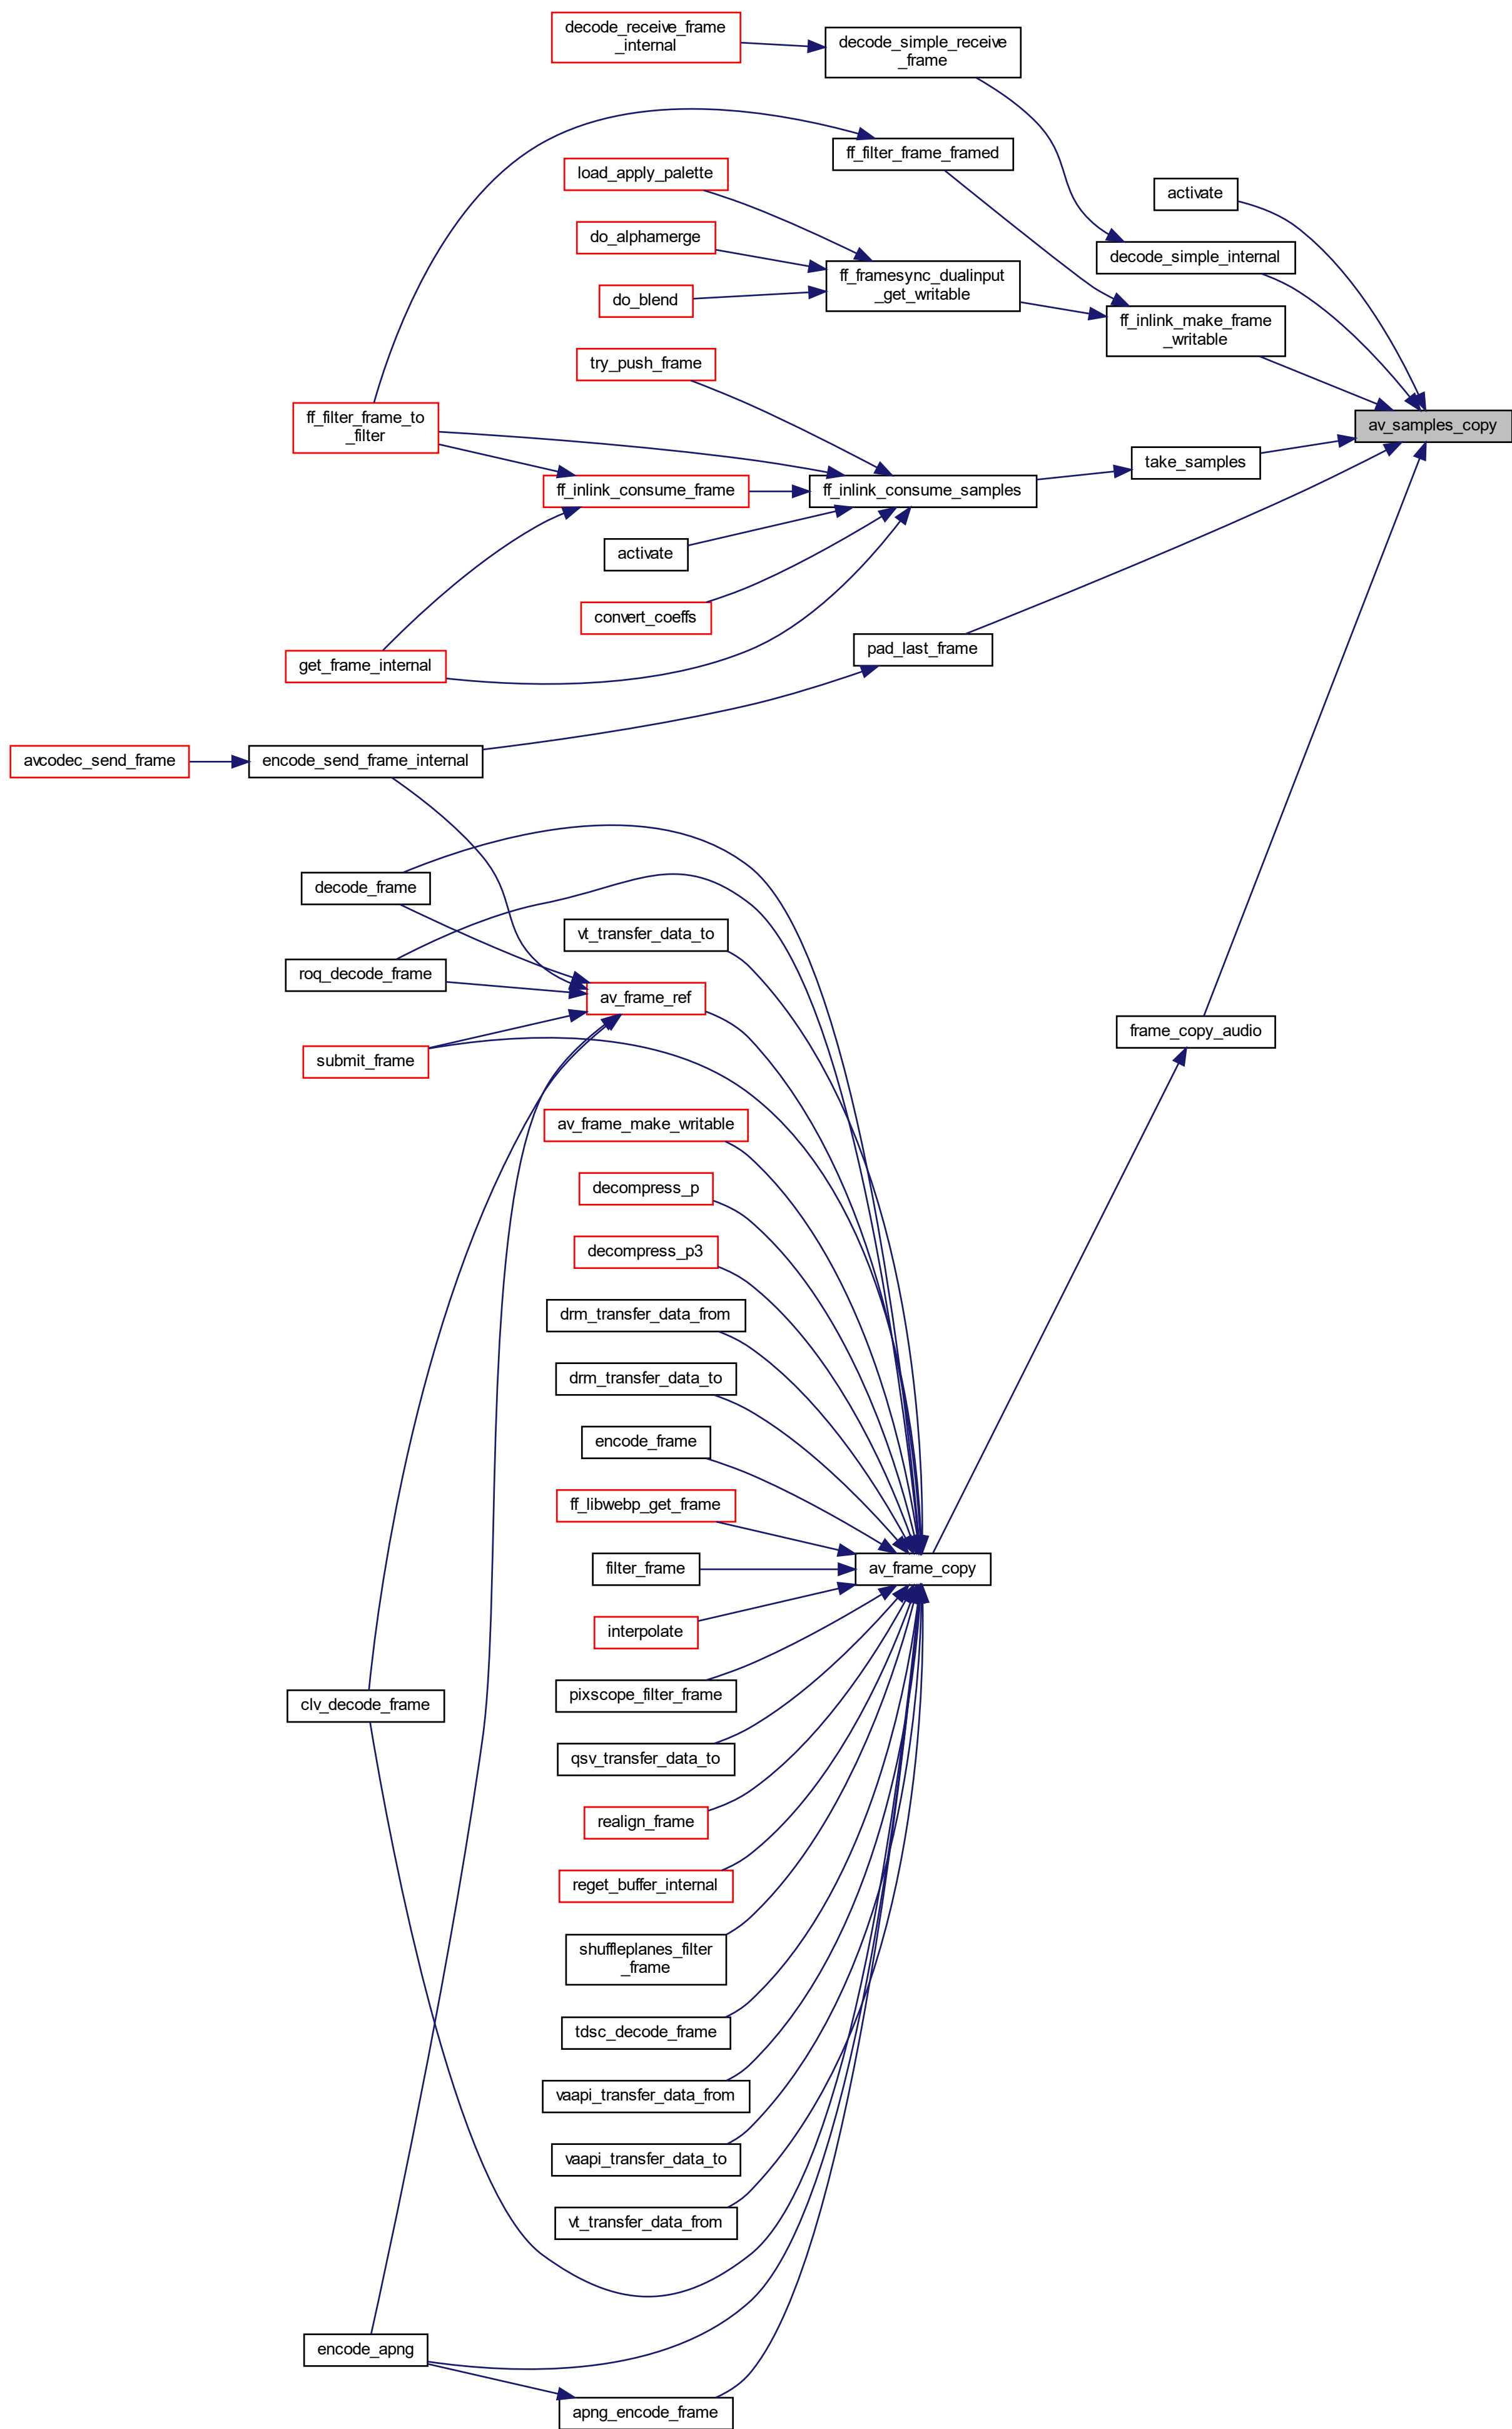 decode_receive_frame
_internal
decode_simple_receive
_frame
ff_filter_frame_framed
load_apply_palette
activate
do_alphamerge
decode_simple_internal
ff_framesync_dualinput
_get_writable
do_blend
ff_inlink_make_frame
_writable
try_push_frame
ff_filter_frame_to
_filter
av_samples_copy
take_samples
ff_inlink_consume_frame
ff_inlink_consume_samples
activate
convert_coeffs
pad_last_frame
get_frame_internal
avcodec_send_frame
encode_send_frame_internal
decode_frame
vt_transfer_data_to
roq_decode_frame
av_frame_ref
frame_copy_audio
submit_frame
av_frame_make_writable
decompress_p
decompress_p3
drm_transfer_data_from
drm_transfer_data_to
encode_frame
ff_libwebp_get_frame
filter_frame
av_frame_copy
interpolate
pixscope_filter_frame
clv_decode_frame
qsv_transfer_data_to
realign_frame
reget_buffer_internal
shuffleplanes_filter
_frame
tdsc_decode_frame
vaapi_transfer_data_from
vaapi_transfer_data_to
vt_transfer_data_from
encode_apng
apng_encode_frame